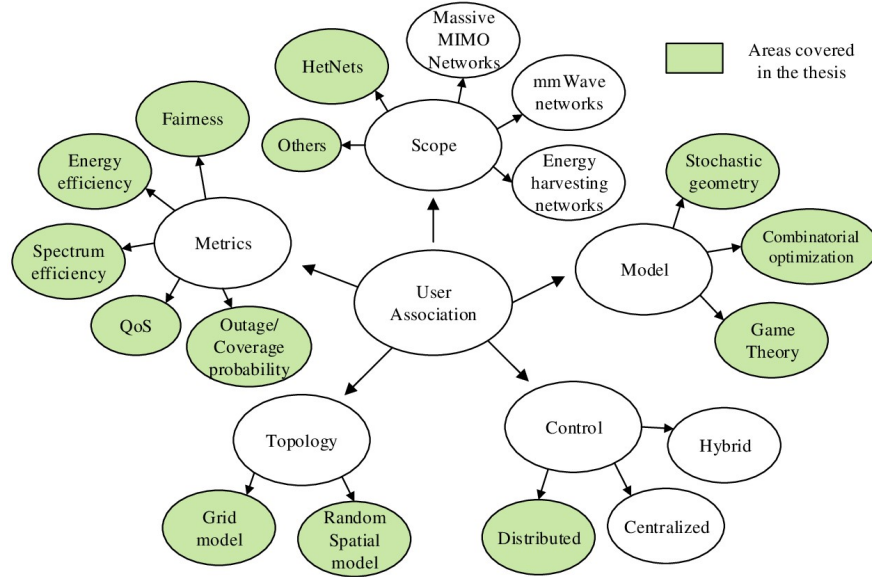 Massive
MIMO
Networks
HetNets
Areas covered
in the thesis
mmWave
networks
Fairness
Others
Scope
Energy
efficiency
Energy
harvesting
networks
Stochastic
geometry
Metrics
Spectrum
efficiency
Model
Combinatorial
optimization
User
Association
QoS
Outage/
Coverage
probability
Game
Theory
Topology
Control
Hybrid
Grid
model
Random
Spatial
model
Distributed
Centralized